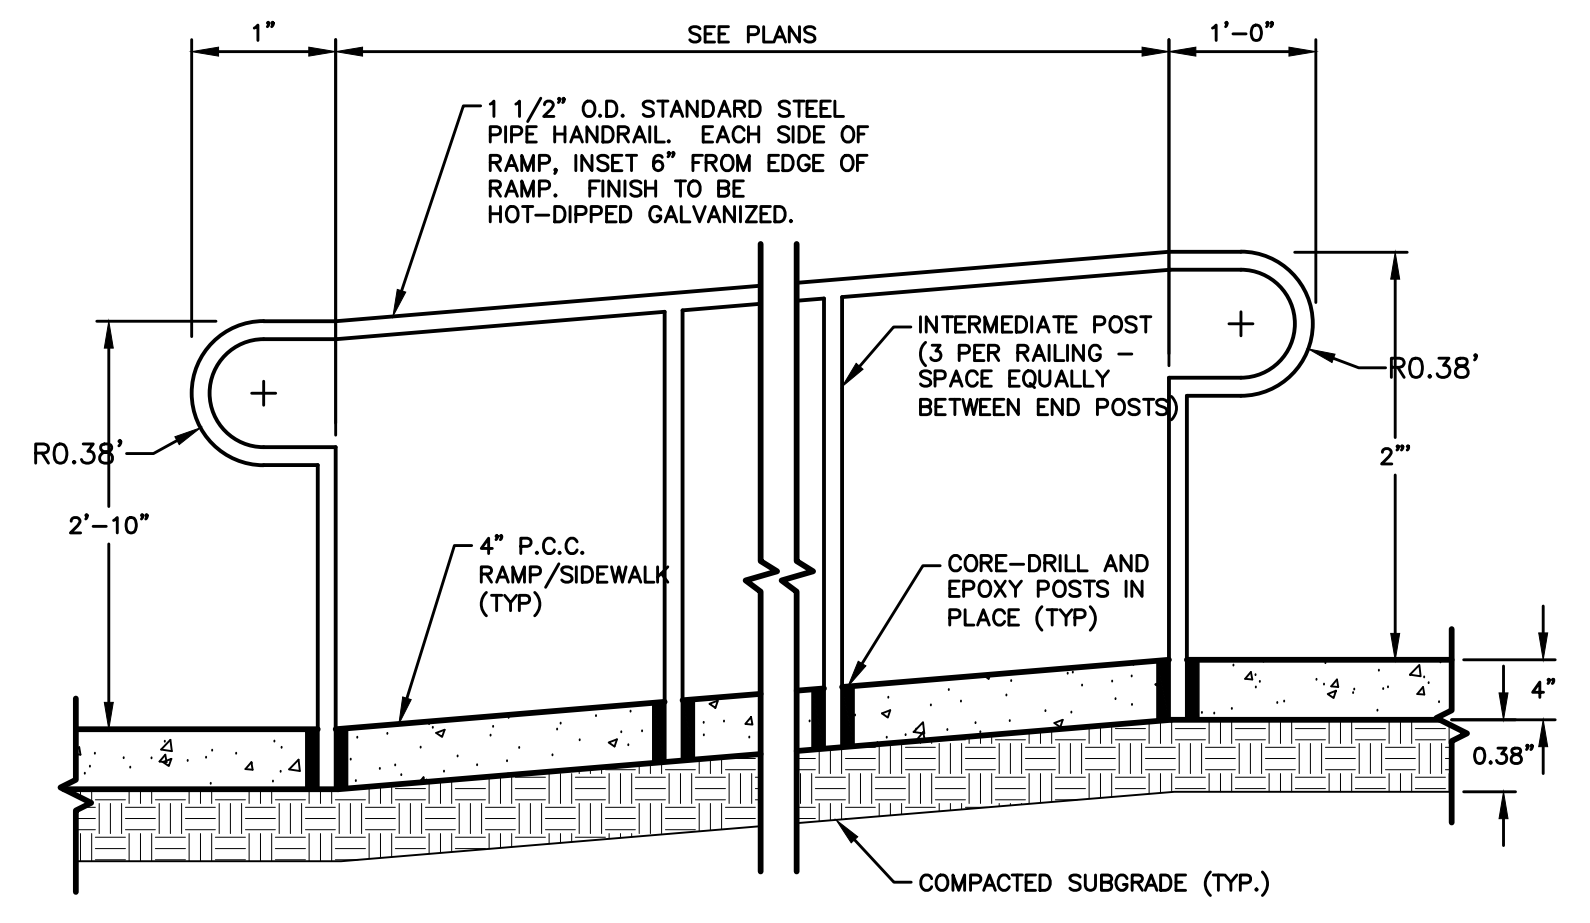 1" SEE PLANS 1'-0"
1 1/2" O.D. STANDARD STEEL
PIPE HANDRAIL. EACH SIDE OF
RAMP, INSET 6" FROM EDGE OF
RAMP. FINISH TO BE
HOT-DIPPED GALVANIZED.
INTERMEDIATE POST
(3 PER RAILING -
SPACE EQUALLY
BETWEEN END POSTS)
R0.38'
R0.38'
2'-10"
2'"
4" P.C.C.
RAMP/SIDEWALK
(TYP)
CORE-DRILL AND
EPOXY POSTS IN
PLACE (TYP)
4"
0.38"
COMPACTED SUBGRADE (TYP.)